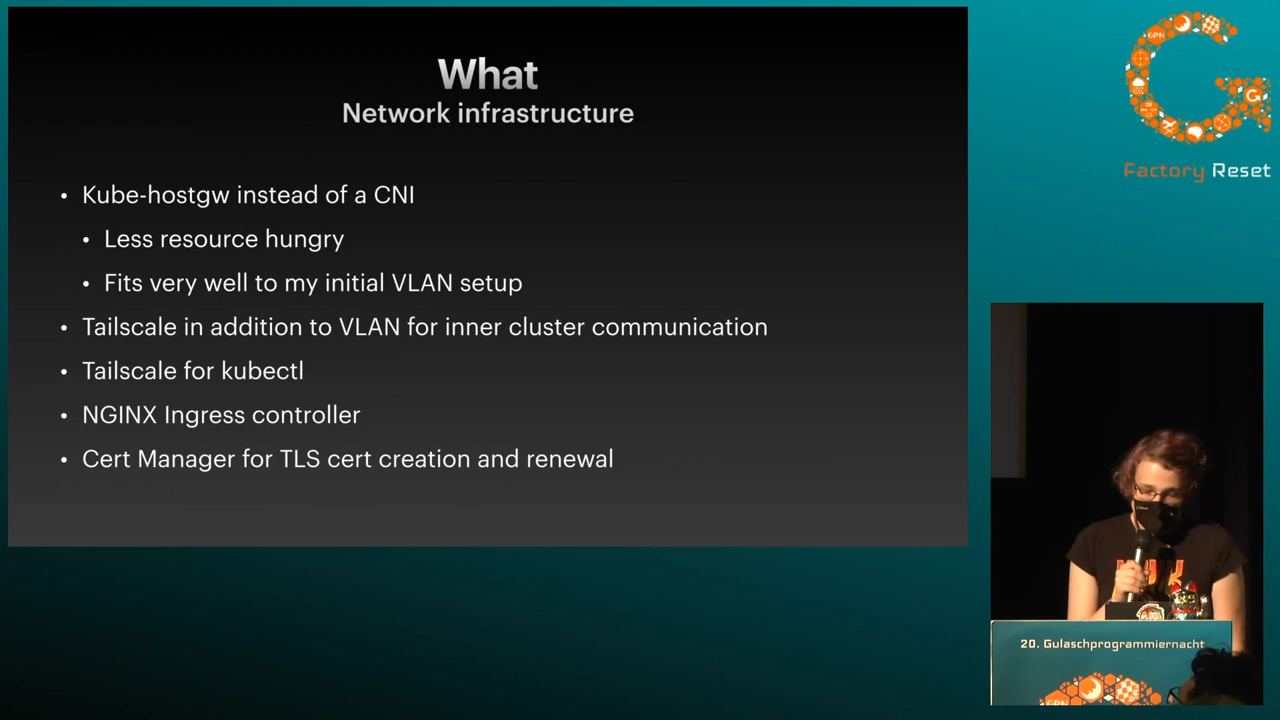 What
Network infrastructure
• Kube-hostgw instead of a CNI
• Less resource hungry
• Fits very well to my initial VLAN setup
• Tailscale in addition to VLAN for inner cluster communication
• Tailscale for kubectl
• NGINX Ingress controller
• Cert Manager for TLS cert creation and renewal
GPN
G
Factory Reset
20. Gulaschprogrammiernacht
GPN